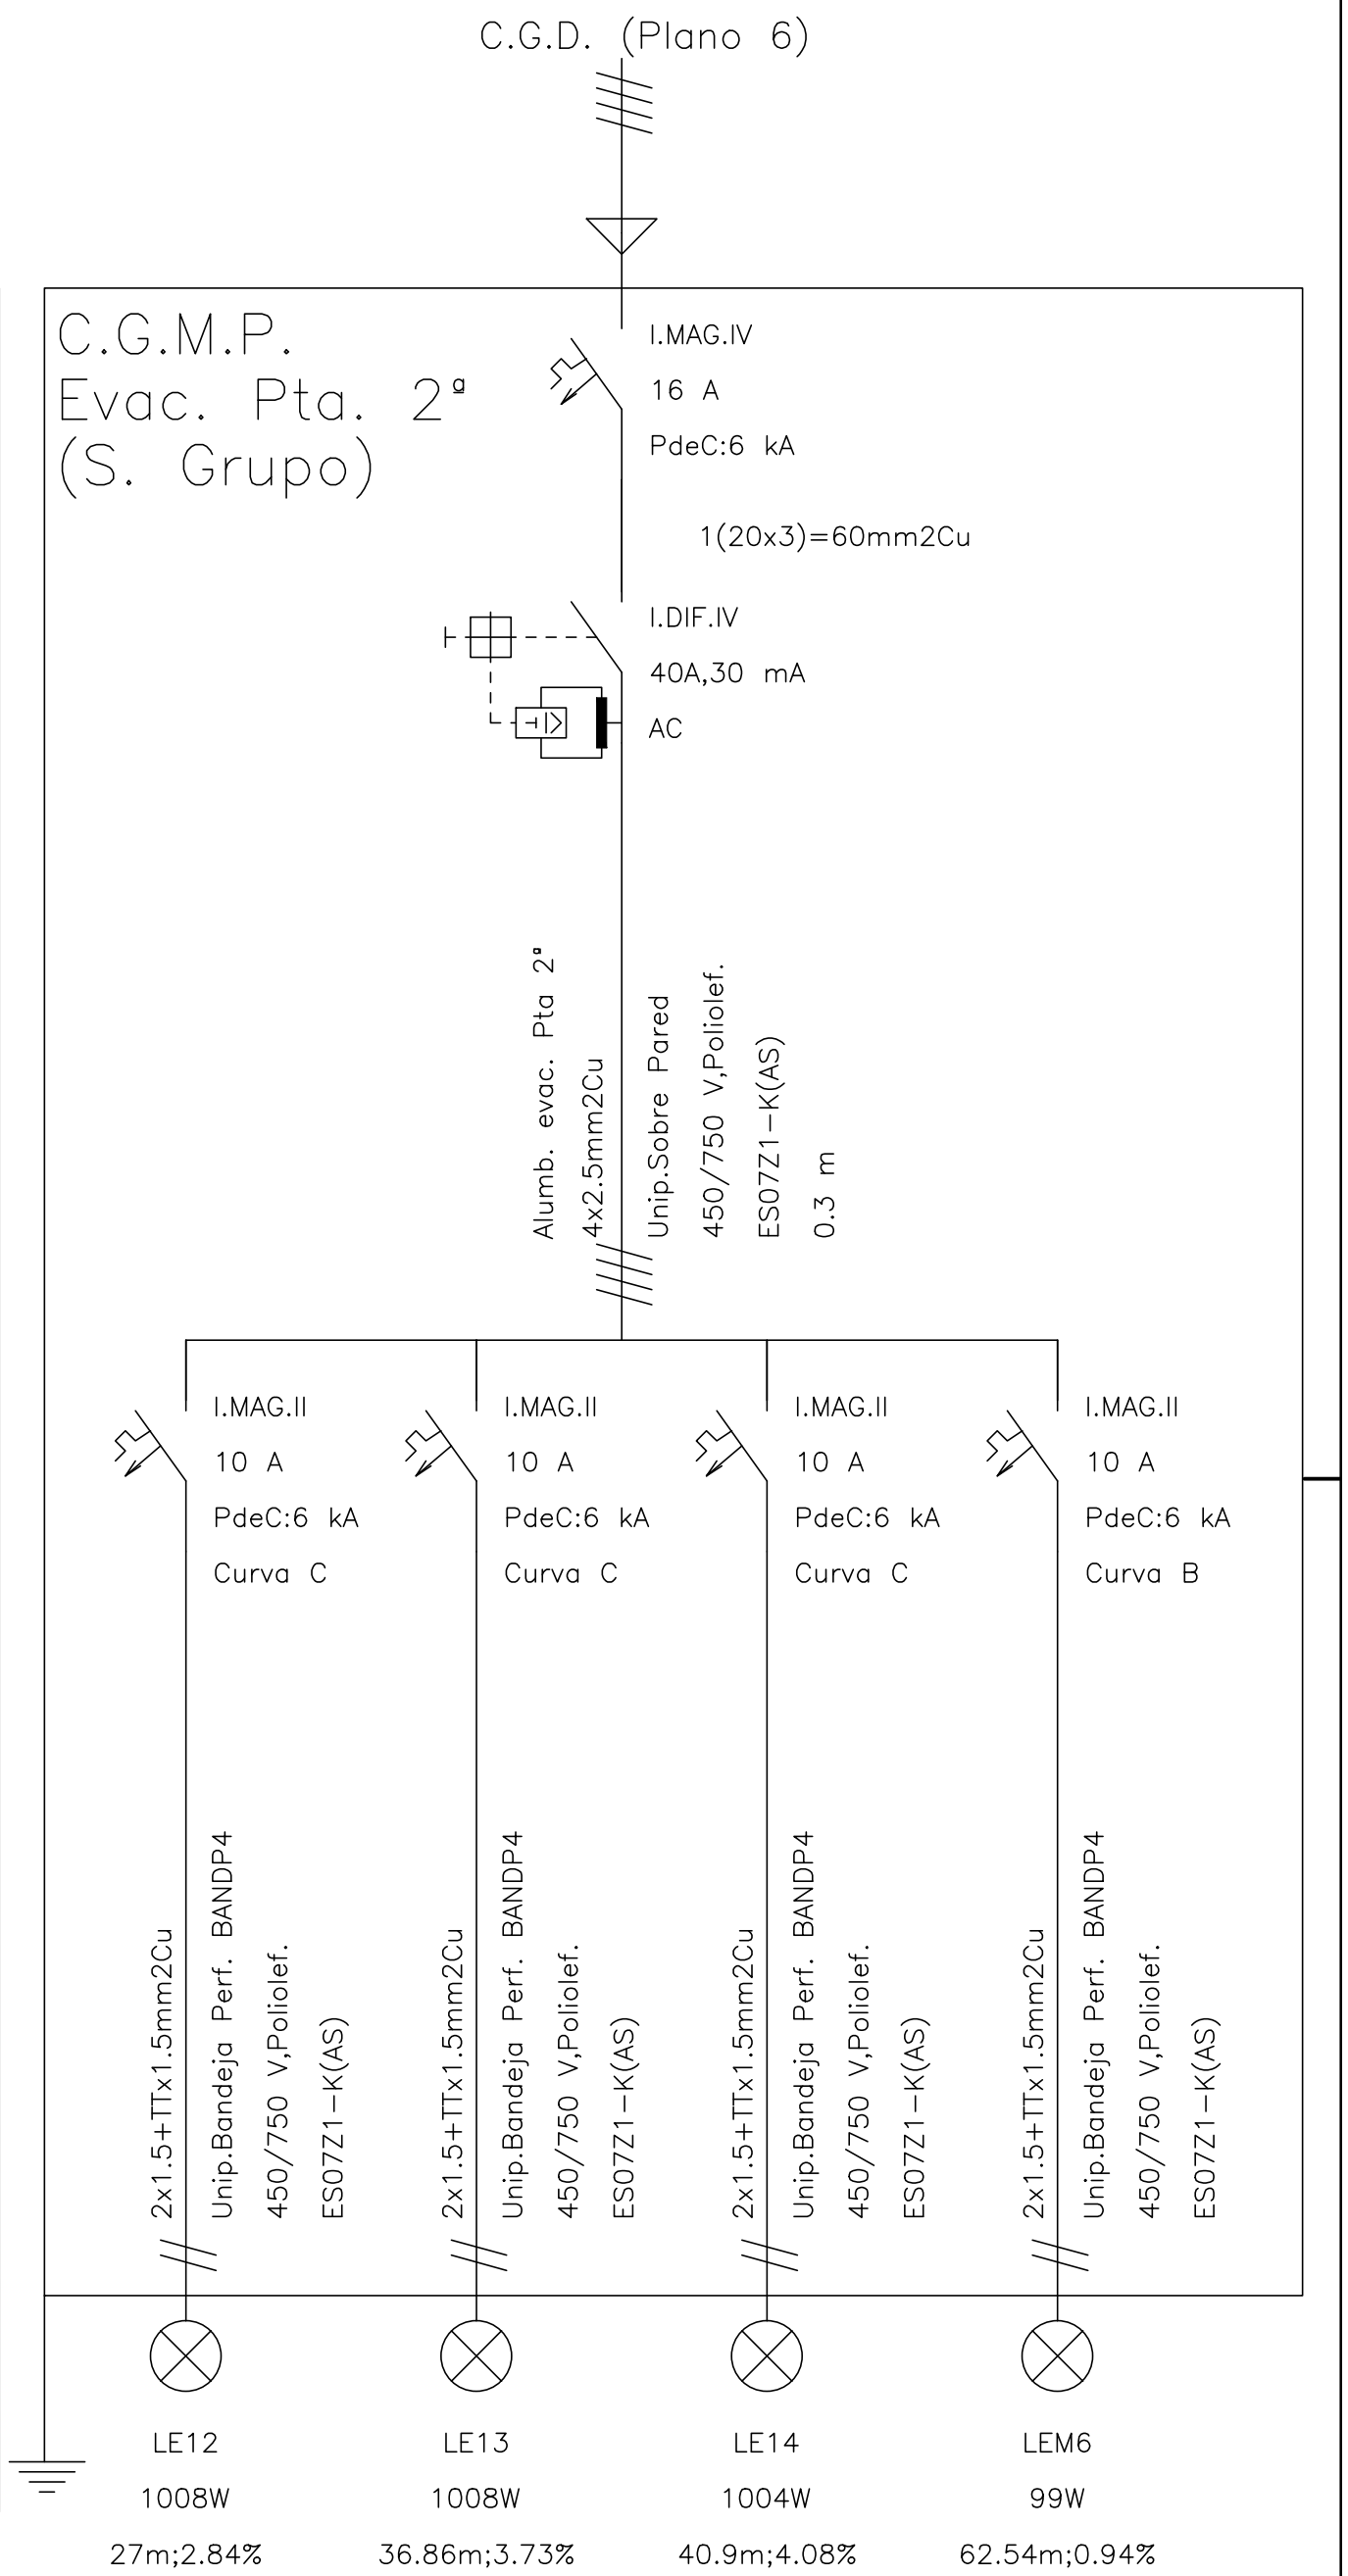 C.G.D. (Plano 6)
C.G.M.P.
Evac. Pta. 2ª
(S. Grupo)
I.MAG.IV
16 A
PdeC:6 kA
1(20x3)=60mm2Cu
I.DIF.IV
40A,30 mA
AC
Alumb. evac. Pta 2ª
4x2.5mm2Cu
Unip.Sobre Pared
450/750 V,Poliolef.
ES07Z1-K(AS)
0.3 m
I.MAG.II
10 A
PdeC:6 kA
Curva C
I.MAG.II
10 A
PdeC:6 kA
Curva C
I.MAG.II
10 A
PdeC:6 kA
Curva C
I.MAG.II
10 A
PdeC:6 kA
Curva B
2x1.5+TTx1.5mm2Cu
Unip.Bandeja Perf. BANDP4
450/750 V,Poliolef.
ES07Z1-K(AS)
2x1.5+TTx1.5mm2Cu
Unip.Bandeja Perf. BANDP4
450/750 V,Poliolef.
ES07Z1-K(AS)
2x1.5+TTx1.5mm2Cu
Unip.Bandeja Perf. BANDP4
450/750 V,Poliolef.
ES07Z1-K(AS)
2x1.5+TTx1.5mm2Cu
Unip.Bandeja Perf. BANDP4
450/750 V,Poliolef.
ES07Z1-K(AS)
LE12
1008W
27m;2.84%
LE13
1008W
36.86m;3.73%
LE14
1004W
40.9m;4.08%
LEM6
99W
62.54m;0.94%